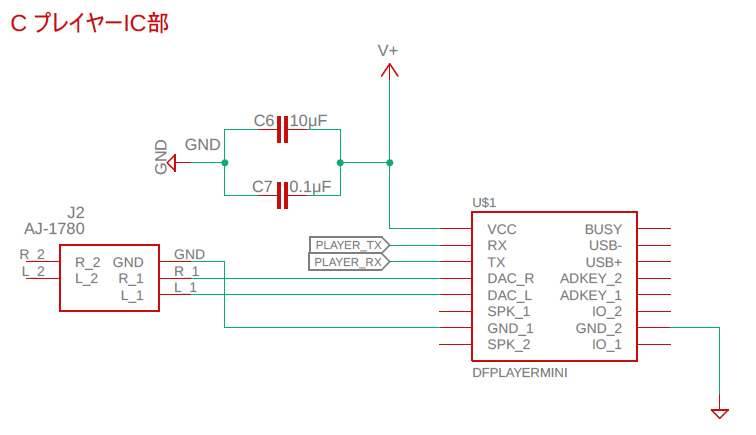 C プレイヤーIC部
V+
C6 10µF
GND
GND
C7 0.1µF
J2
AJ-1780
U$1
R_2
L_2
R_2 GND
L_2 R_1
L_1
GND
R_1
L_1
PLAYER_TX
PLAYER_RX
VCC BUSY
RX USB-
TX USB+
DAC_R ADKEY_2
DAC_L ADKEY_1
SPK_1 IO_2
GND_1 GND_2
SPK_2 IO_1
DFPLAYERMINI